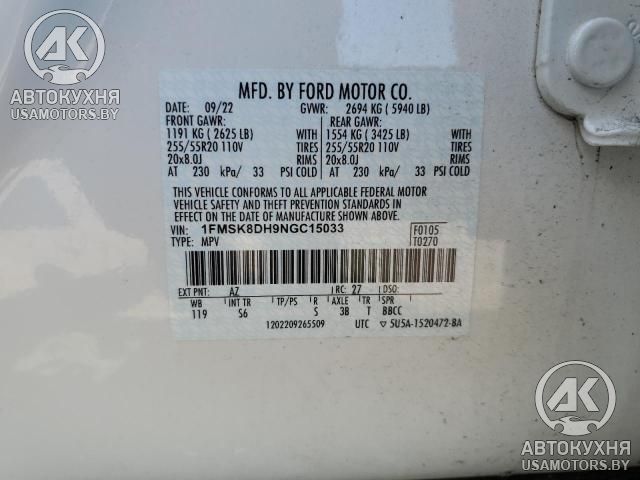 AK
АВТОКУХНЯ
USAMOTORS.BY
MFD. BY FORD MOTOR CO.
DATE: 09/22 GVWR: 2694 KG ( 5940 LB)
FRONT GAWR: REAR GAWR:
1191 KG ( 2625 LB) WITH 1554 KG ( 3425 LB) WITH
255/55R20 110V TIRES 255/55R20 110V TIRES
20x8.0J RIMS 20x8.0J RIMS
AT 230 kPa/ 33 PSI COLD AT 230 kPa/ 33 PSI COLD
THIS VEHICLE CONFORMS TO ALL APPLICABLE FEDERAL MOTOR
VEHICLE SAFETY AND THEFT PREVENTION STANDARDS IN
EFFECT ON THE DATE OF MANUFACTURE SHOWN ABOVE.
VIN: 1FMSK8DH9NGC15033 F0105
TYPE: MPV T0270
EXT PNT: AZ RC: 27 DSO:
WB INT TR TP/PS R AXLE TR SPR
119 S6 S 3B T BBCC
1202209265509 UTC ▽5U5A-1520472-BA
AK
АВТОКУХНЯ
USAMOTORS.BY